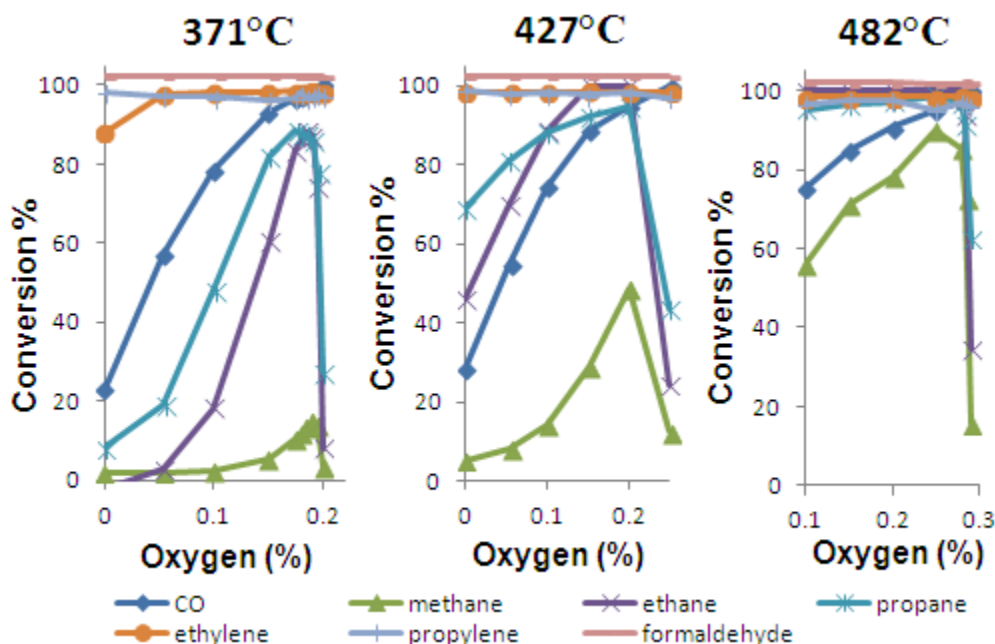 371°C 427°C 482°C
Conversion %
100
80
60
40
20
0
0 0.1 0.2
Oxygen (%)
Conversion %
100
80
60
40
20
0
0 0.1 0.2
Oxygen (%)
Conversion %
100
80
60
40
20
0
0.1 0.2 0.3
Oxygen (%)
CO methane ethane propane
ethylene propylene formaldehyde